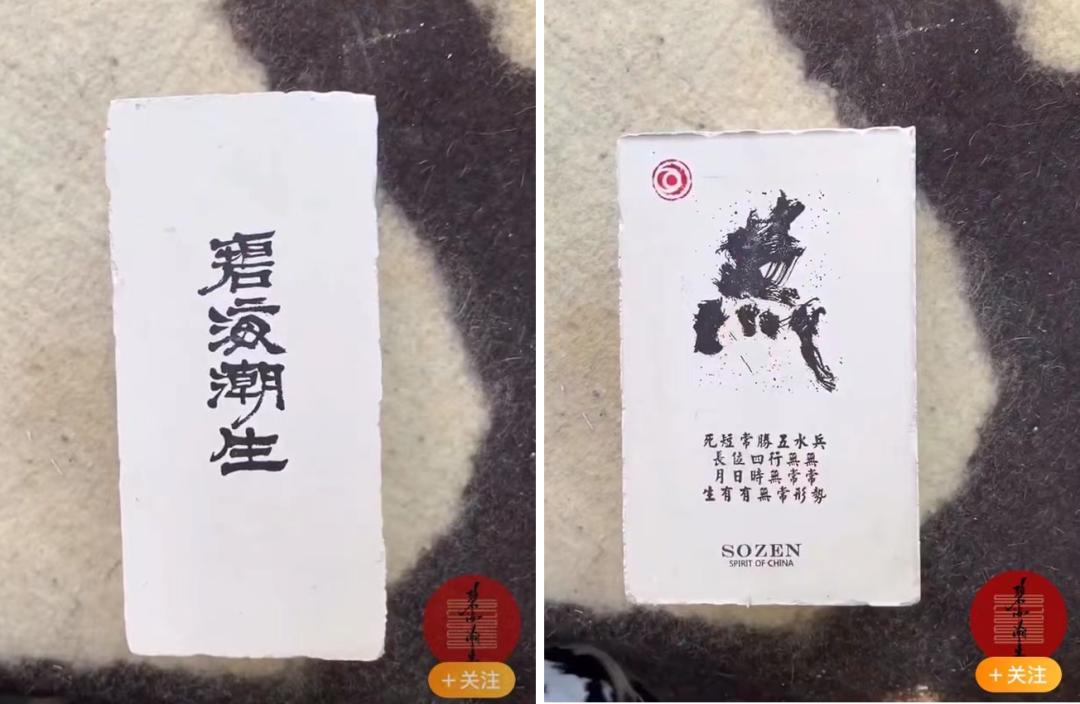 碧海潮生
＋关注
兵無常勢
水無常形
五行無常
勝四時無
常位日有
短長月有
死生
SOZEN
SPIRIT OF CHINA
＋关注